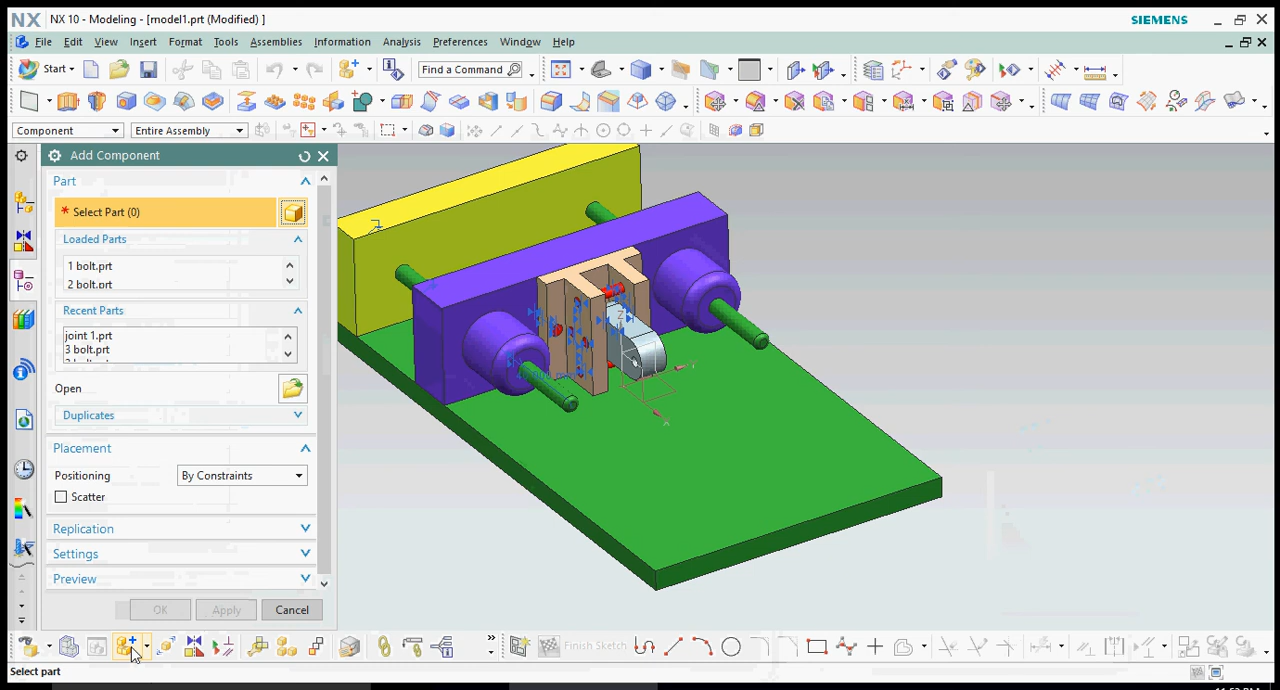 NX NX 10 - Modeling - [model1.prt (Modified) ] SIEMENS
File Edit View Insert Format Tools Assemblies Information Analysis Preferences Window Help
Start Find a Command
Component Entire Assembly
Add Component
Part
* Select Part (0)
Loaded Parts
1 bolt.prt
2 bolt.prt
Recent Parts
joint 1.prt
3 bolt.prt
Open
Duplicates
Placement
Positioning By Constraints
Scatter
Replication
Settings
Preview
OK Apply Cancel
Finish Sketch
Select part